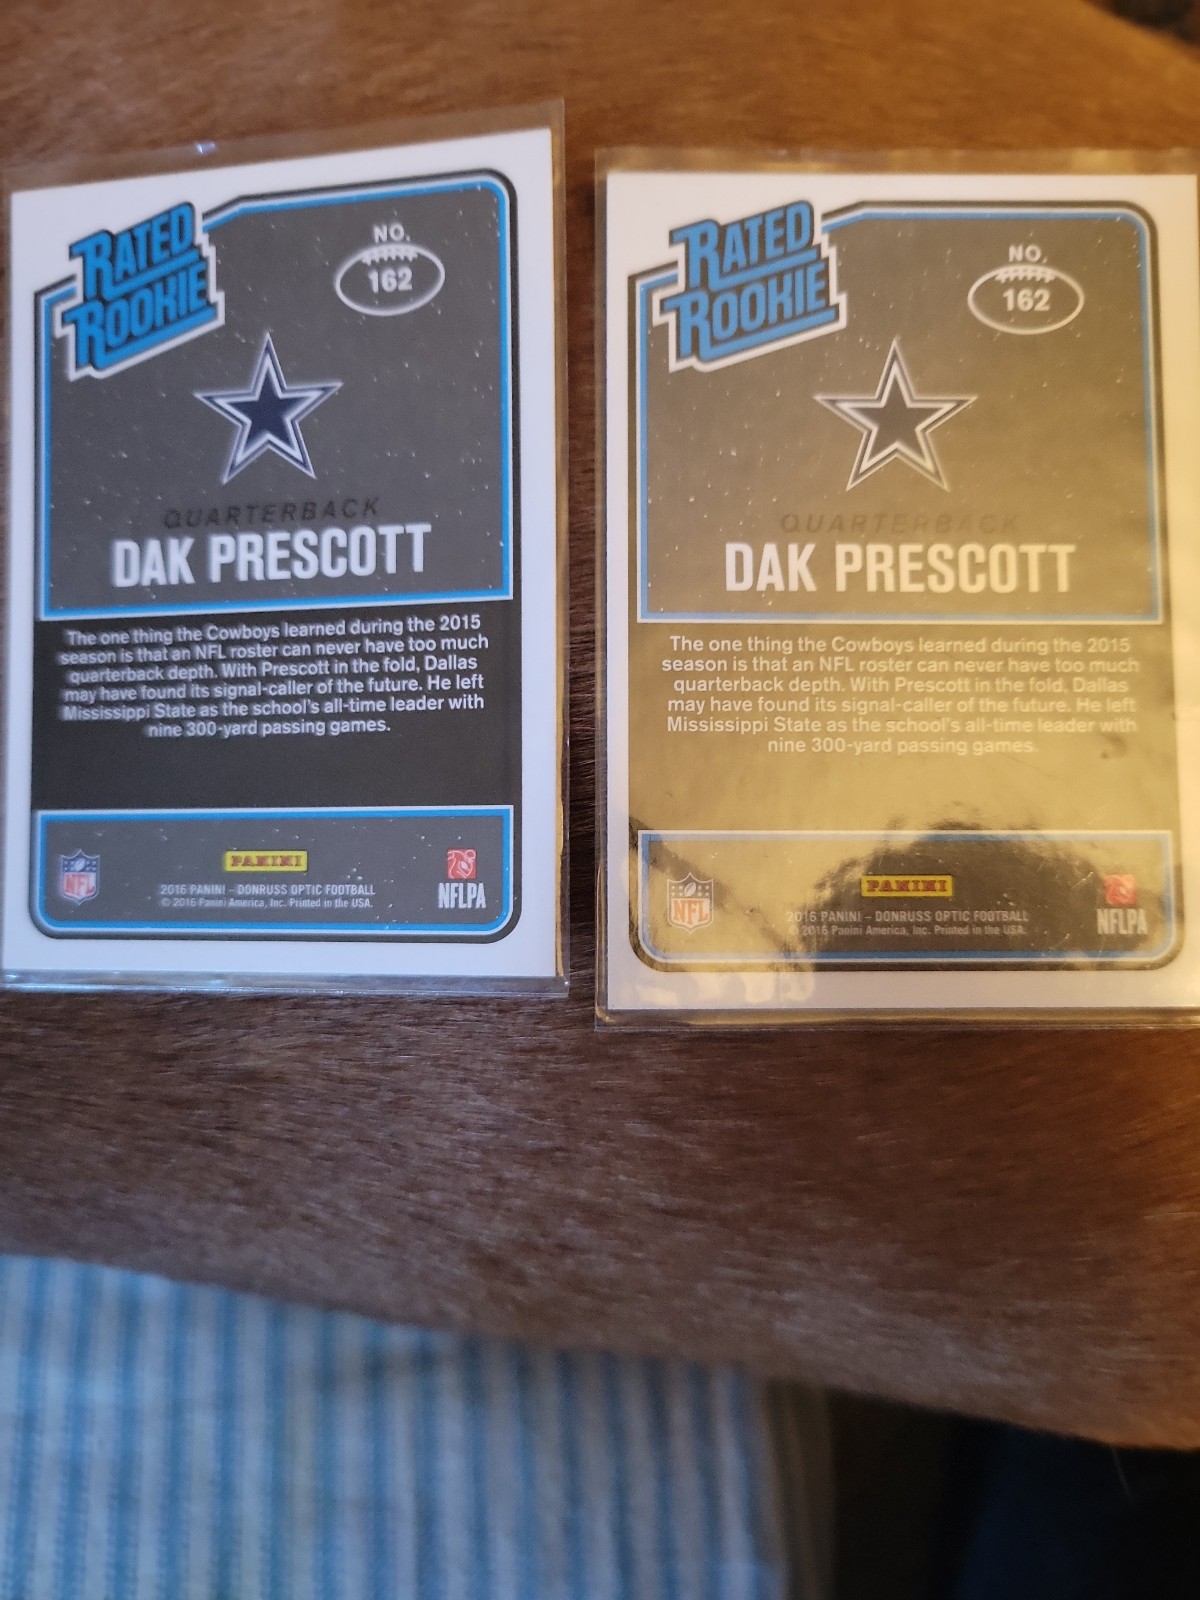 RATED
ROOKIE
NO.
162
QUARTERBACK
DAK PRESCOTT
The one thing the Cowboys learned during the 2015
season is that an NFL roster can never have too much
quarterback depth. With Prescott in the fold, Dallas
may have found its signal-caller of the future. He left
Mississippi State as the school's all-time leader with
nine 300-yard passing games.
NFL
PANINI
2016 PANINI – DONRUSS OPTIC FOOTBALL
© 2016 Panini America, Inc. Printed in the USA.
NFLPA
RATED
ROOKIE
NO.
162
QUARTERBACK
DAK PRESCOTT
The one thing the Cowboys learned during the 2015
season is that an NFL roster can never have too much
quarterback depth. With Prescott in the fold, Dallas
may have found its signal-caller of the future. He left
Mississippi State as the school's all-time leader with
nine 300-yard passing games.
NFL
PANINI
2016 PANINI – DONRUSS OPTIC FOOTBALL
© 2016 Panini America, Inc. Printed in the USA.
NFLPA